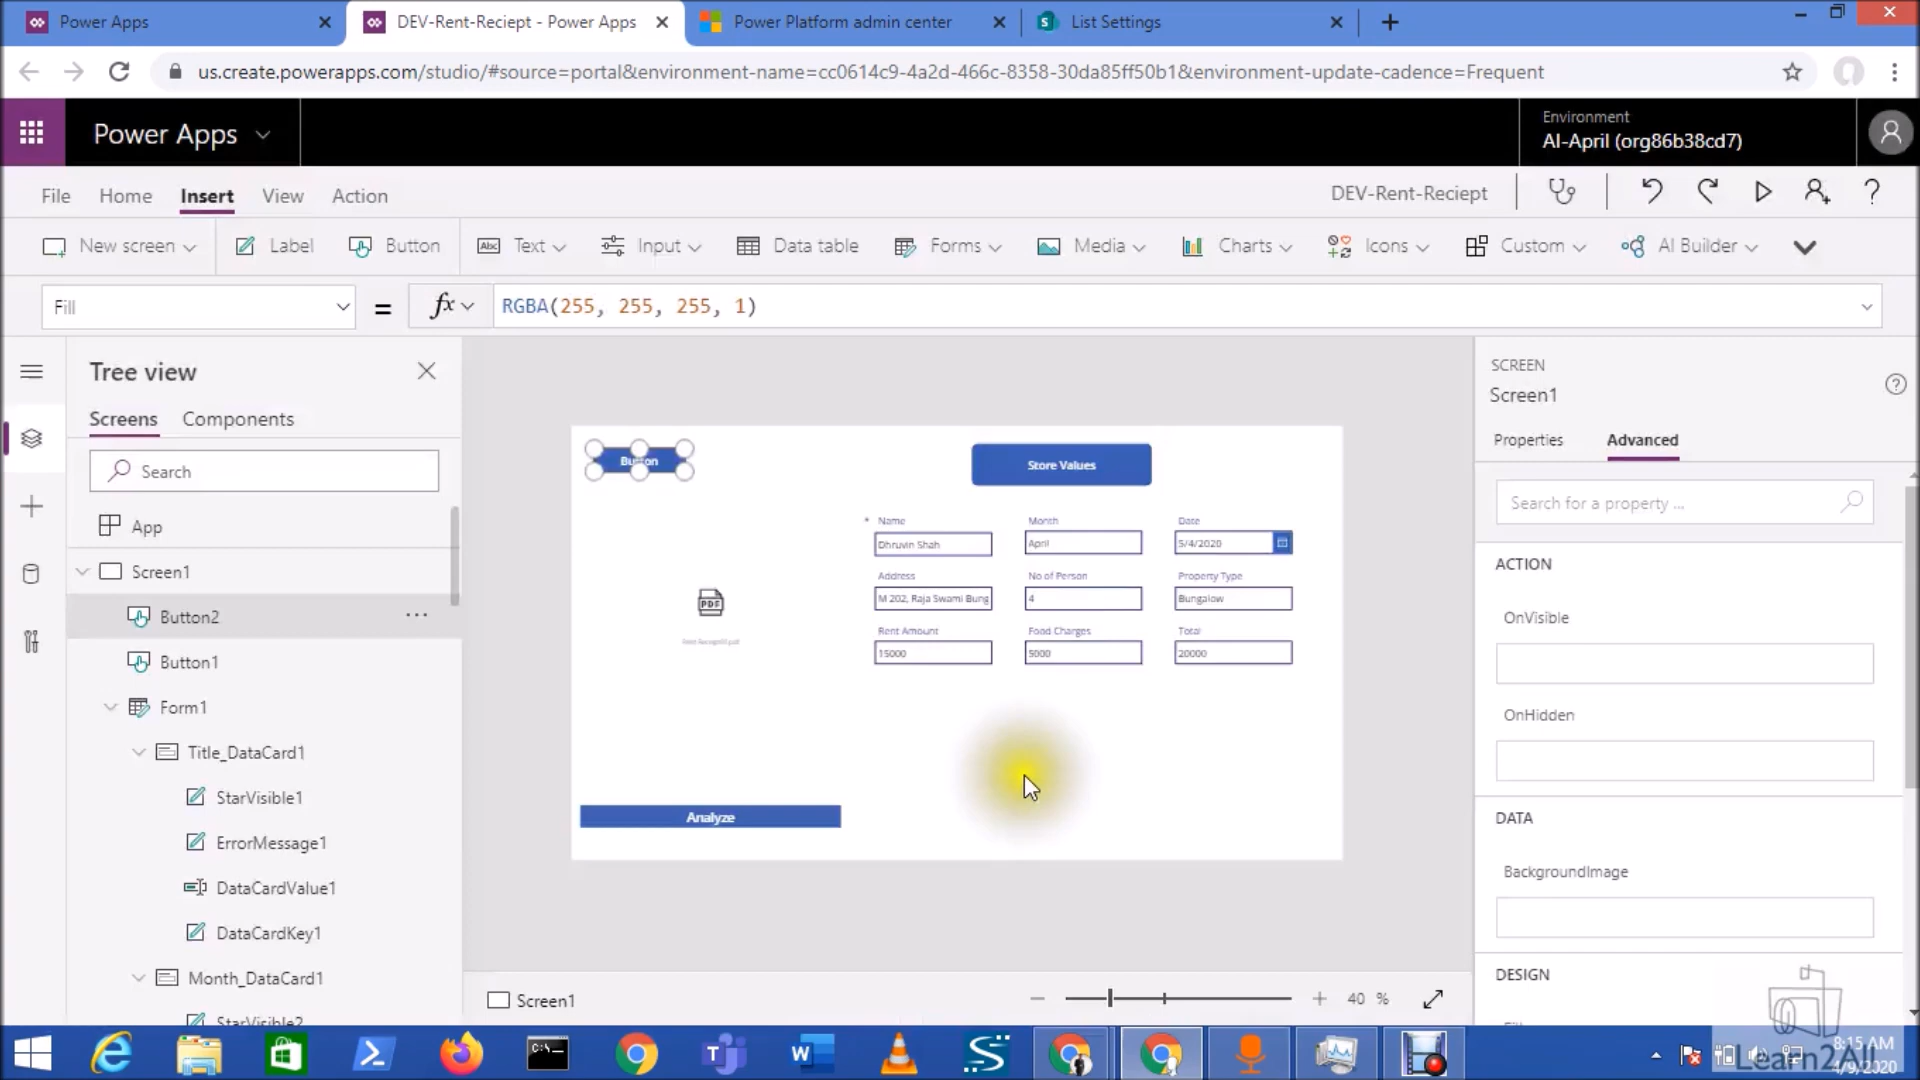 Power Apps
DEV-Rent-Reciept - Power Apps
Power Platform admin center
List Settings
us.create.powerapps.com/studio/#source=portal&environment-name=cc0614c9-4a2d-466c-8358-30da85ff50b1&environment-update-cadence=Frequent
Power Apps
Environment
AI-April (org86b38cd7)
File Home Insert View Action
DEV-Rent-Reciept
New screen Label Button Text Input Data table Forms Media Charts Icons Custom AI Builder
Fill = fx RGBA(255, 255, 255, 1)
Tree view
Screens Components
Search
App
Screen1
Button2
Button1
Form1
Title_DataCard1
StarVisible1
ErrorMessage1
DataCardValue1
DataCardKey1
Month_DataCard1
StarVisible2
Button
Store Values
* Name Month Date
Dhruvin Shah April 5/4/2020
Address No of Person Property Type
M 202, Raja Swami Bung 4 Bungalow
Rent Amount Food Charges Total
15000 5000 20000
PDF
Analyze
Screen1
40 %
SCREEN
Screen1
Properties Advanced
Search for a property ...
ACTION
OnVisible
OnHidden
DATA
BackgroundImage
DESIGN
8:15 AM
4/9/2020
Learn2All